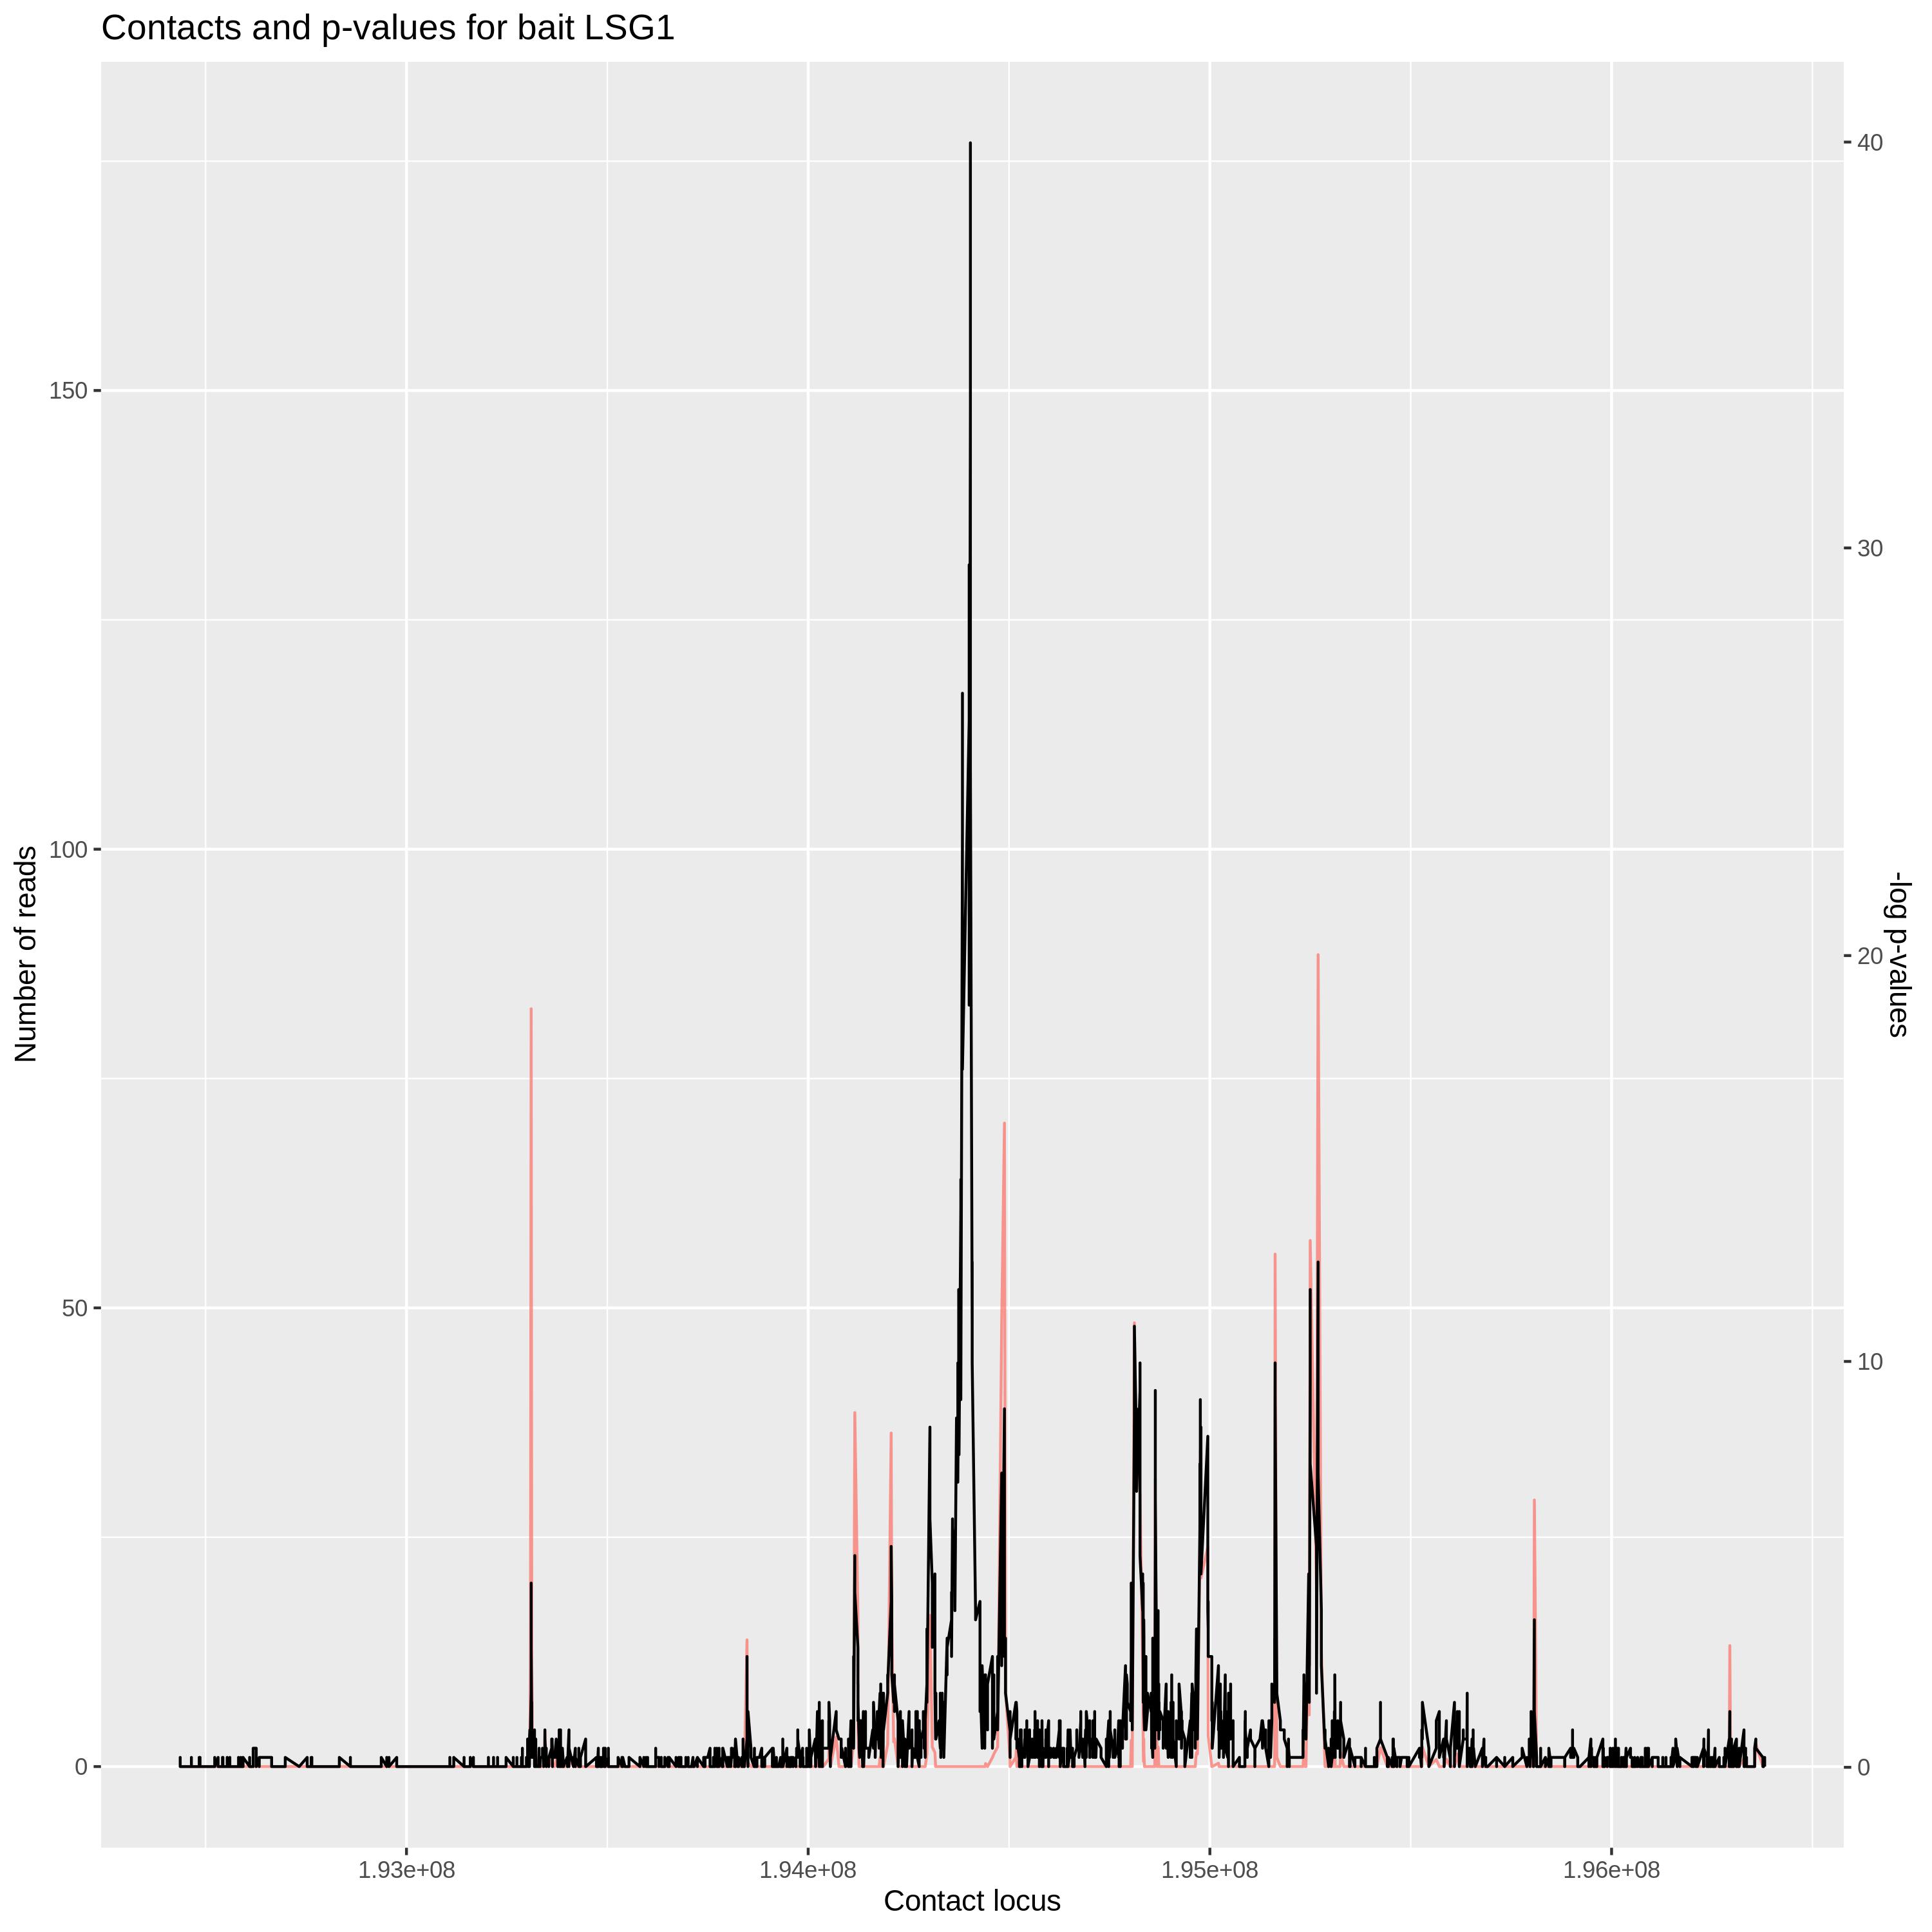 Contacts and p-values for bait LSG1
Number of reads
150
100
50
0
40
30
20
10
0
-log p-values
1.93e+08
1.94e+08
1.95e+08
1.96e+08
Contact locus